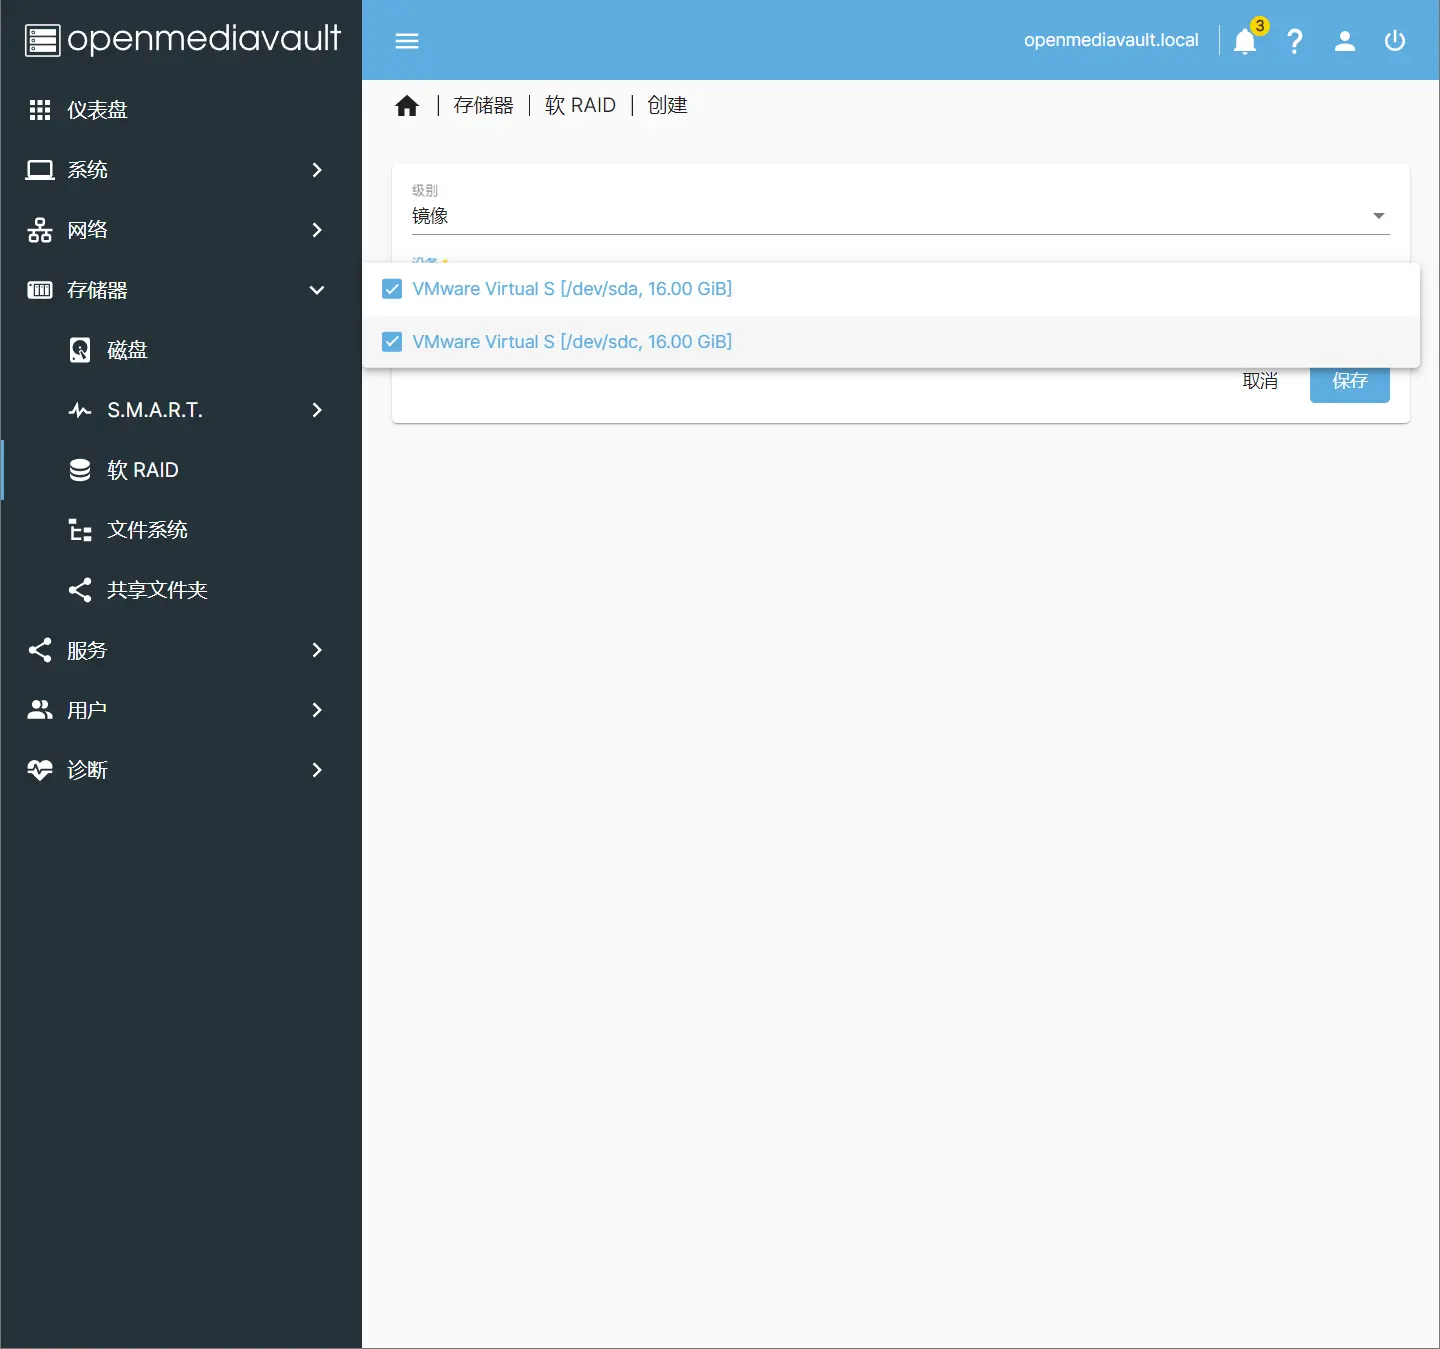 openmediavault
openmediavault.local
3
仪表盘
系统
网络
存储器
磁盘
S.M.A.R.T.
软 RAID
文件系统
共享文件夹
服务
用户
诊断
存储器 | 软 RAID | 创建
级别
镜像
VMware Virtual S [/dev/sda, 16.00 GiB]
VMware Virtual S [/dev/sdc, 16.00 GiB]
取消
保存